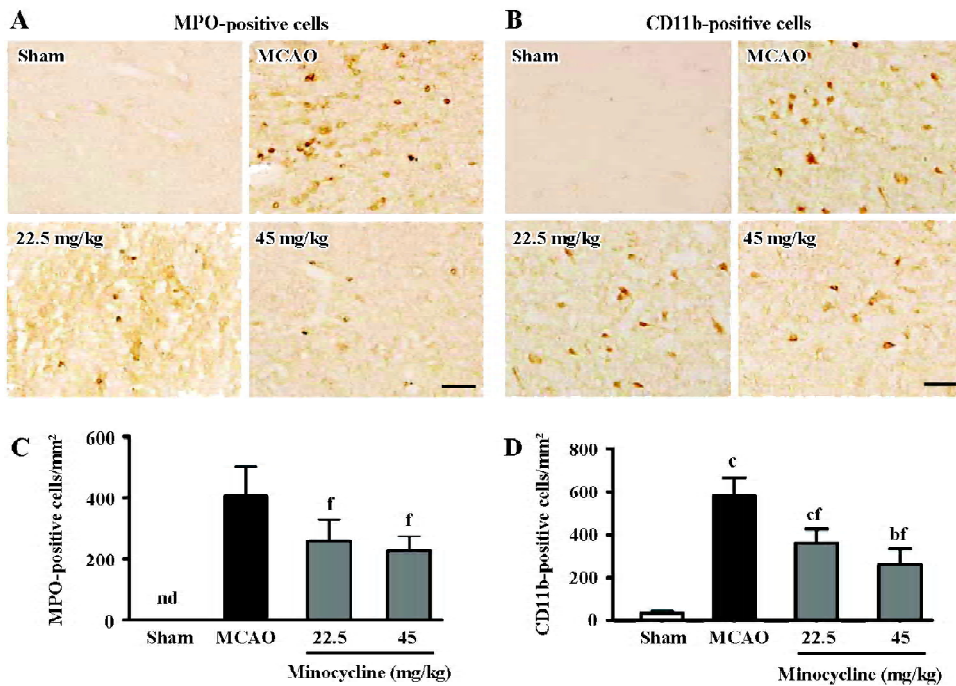 A
MPO-positive cells
Sham
MCAO
22.5 mg/kg
45 mg/kg
B
CD11b-positive cells
Sham
MCAO
22.5 mg/kg
45 mg/kg
C
MPO-positive cells/mm²
600
400
200
0
nd
f
f
Sham
MCAO
22.5
45
Minocycline (mg/kg)
D
CD11b-positive cells/mm²
800
600
400
200
0
c
cf
bf
Sham
MCAO
22.5
45
Minocycline (mg/kg)